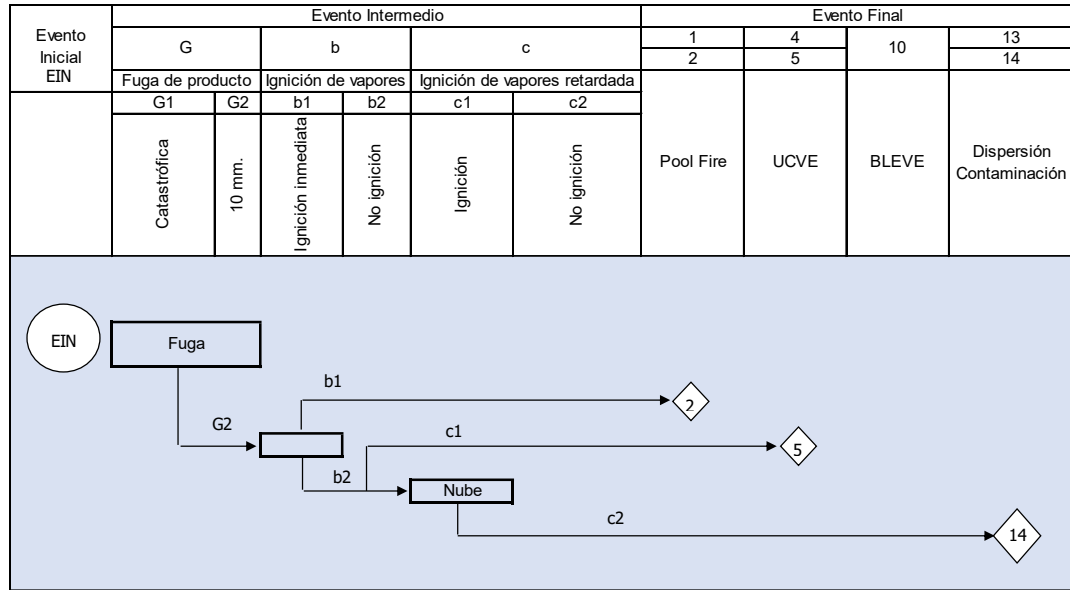 Evento Inicial EIN
Evento Intermedio
Evento Final
G
b
c
1
4
10
13
2
5
14
Fuga de producto
Ignición de vapores
Ignición de vapores retardada
G1
G2
b1
b2
c1
c2
Catastrófica
10 mm.
Ignición inmediata
No ignición
Ignición
No ignición
Pool Fire
UCVE
BLEVE
Dispersión
Contaminación
EIN
Fuga
b1
2
G2
c1
5
b2
Nube
c2
14